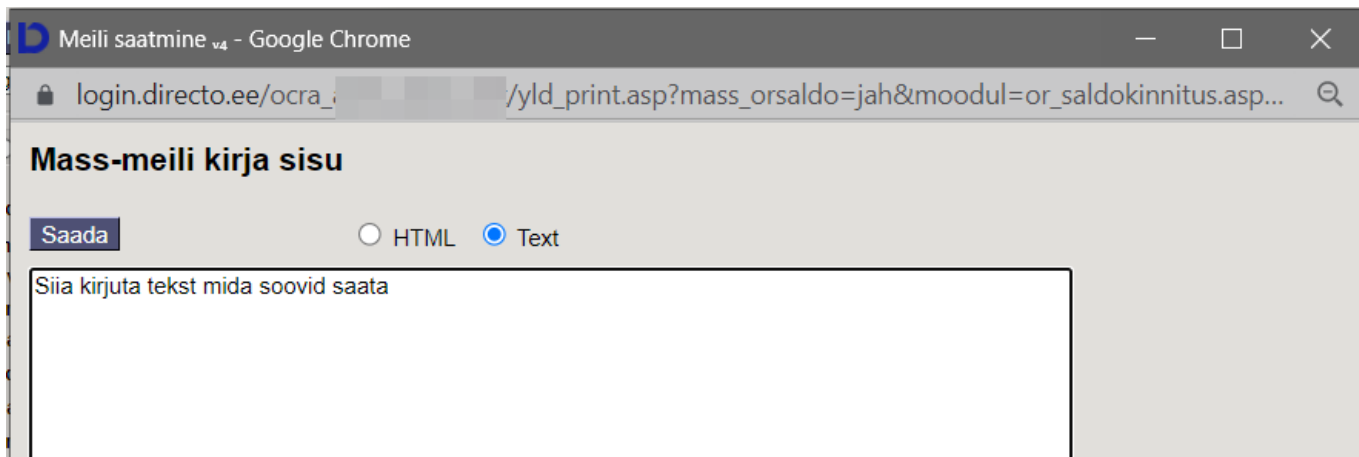 Meili saatmine v4 - Google Chrome
login.directo.ee/ocra_ /yld_print.asp?mass_orsaldo=jah&moodul=or_saldokinnitus.asp...
Mass-meili kirja sisu
Saada HTML Text
Siia kirjuta tekst mida soovid saata